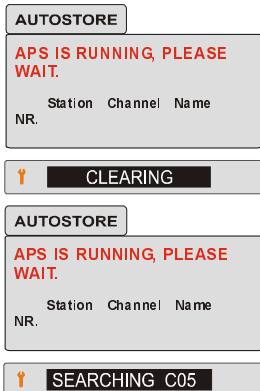 AUTOSTORE
APS IS RUNNING, PLEASE
WAIT.
Station Channel Name
NR.
CLEARING
AUTOSTORE
APS IS RUNNING, PLEASE
WAIT.
Station Channel Name
NR.
SEARCHING C05